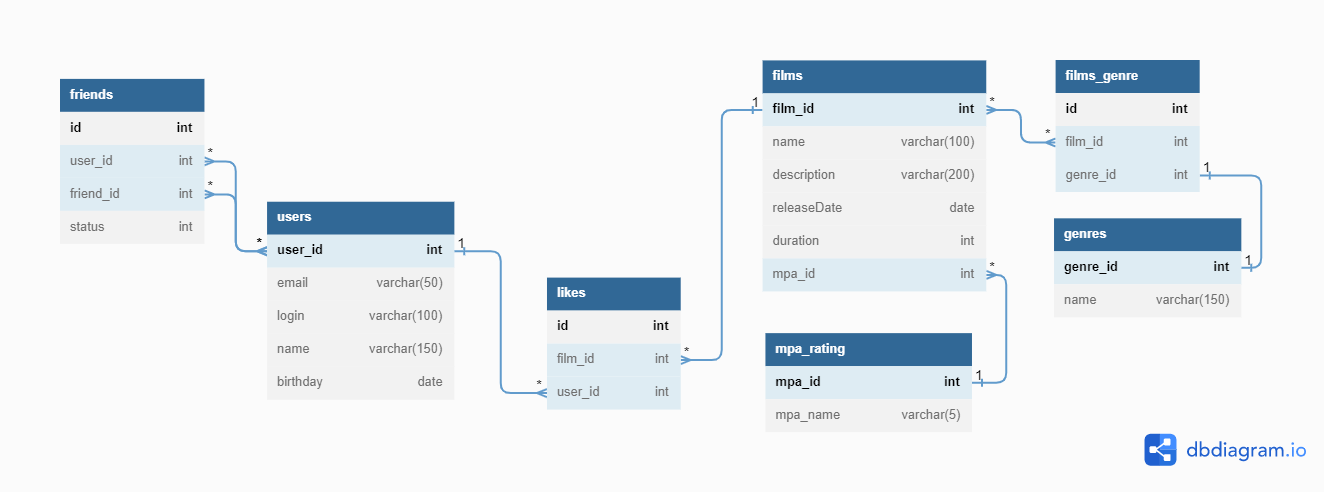 friends
id int
user_id int *
friend_id int *
status int
users
* user_id int 1
email varchar(50)
login varchar(100)
name varchar(150)
birthday date
likes
id int
film_id int *
* user_id int
films
1 film_id int *
name varchar(100)
description varchar(200)
releaseDate date
duration int
mpa_id int *
mpa_rating
mpa_id int 1
mpa_name varchar(5)
films_genre
id int
* film_id int
genre_id int 1
genres
genre_id int 1
name varchar(150)
dbdiagram.io